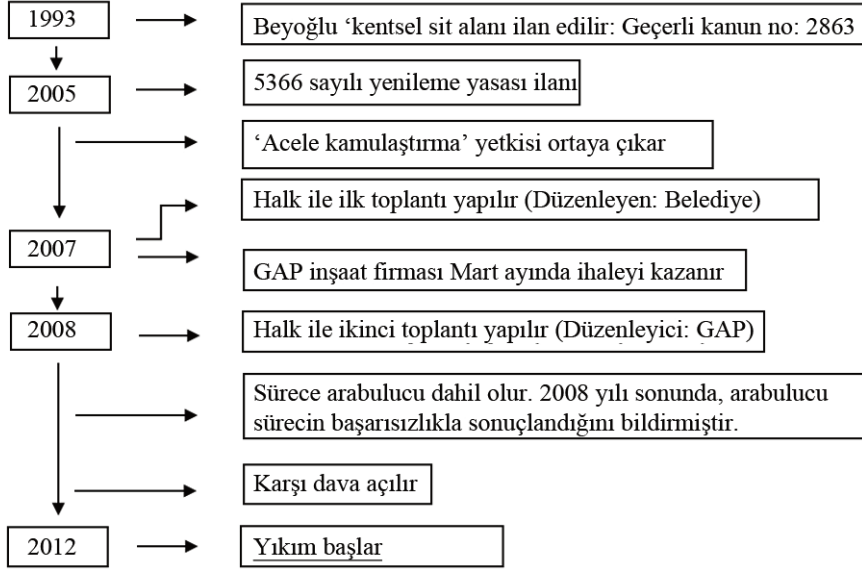 1993
Beyoğlu ‘kentsel sit alanı ilan edilir: Geçerli kanun no: 2863
2005
5366 sayılı yenileme yasası ilanı
‘Acele kamulaştırma’ yetkisi ortaya çıkar
Halk ile ilk toplantı yapılır (Düzenleyen: Belediye)
2007
GAP inşaat firması Mart ayında ihaleyi kazanır
2008
Halk ile ikinci toplantı yapılır (Düzenleyici: GAP)
Sürece arabulucu dahil olur. 2008 yılı sonunda, arabulucu
sürecin başarısızlıkla sonuçlandığını bildirmiştir.
Karşı dava açılır
2012
Yıkım başlar